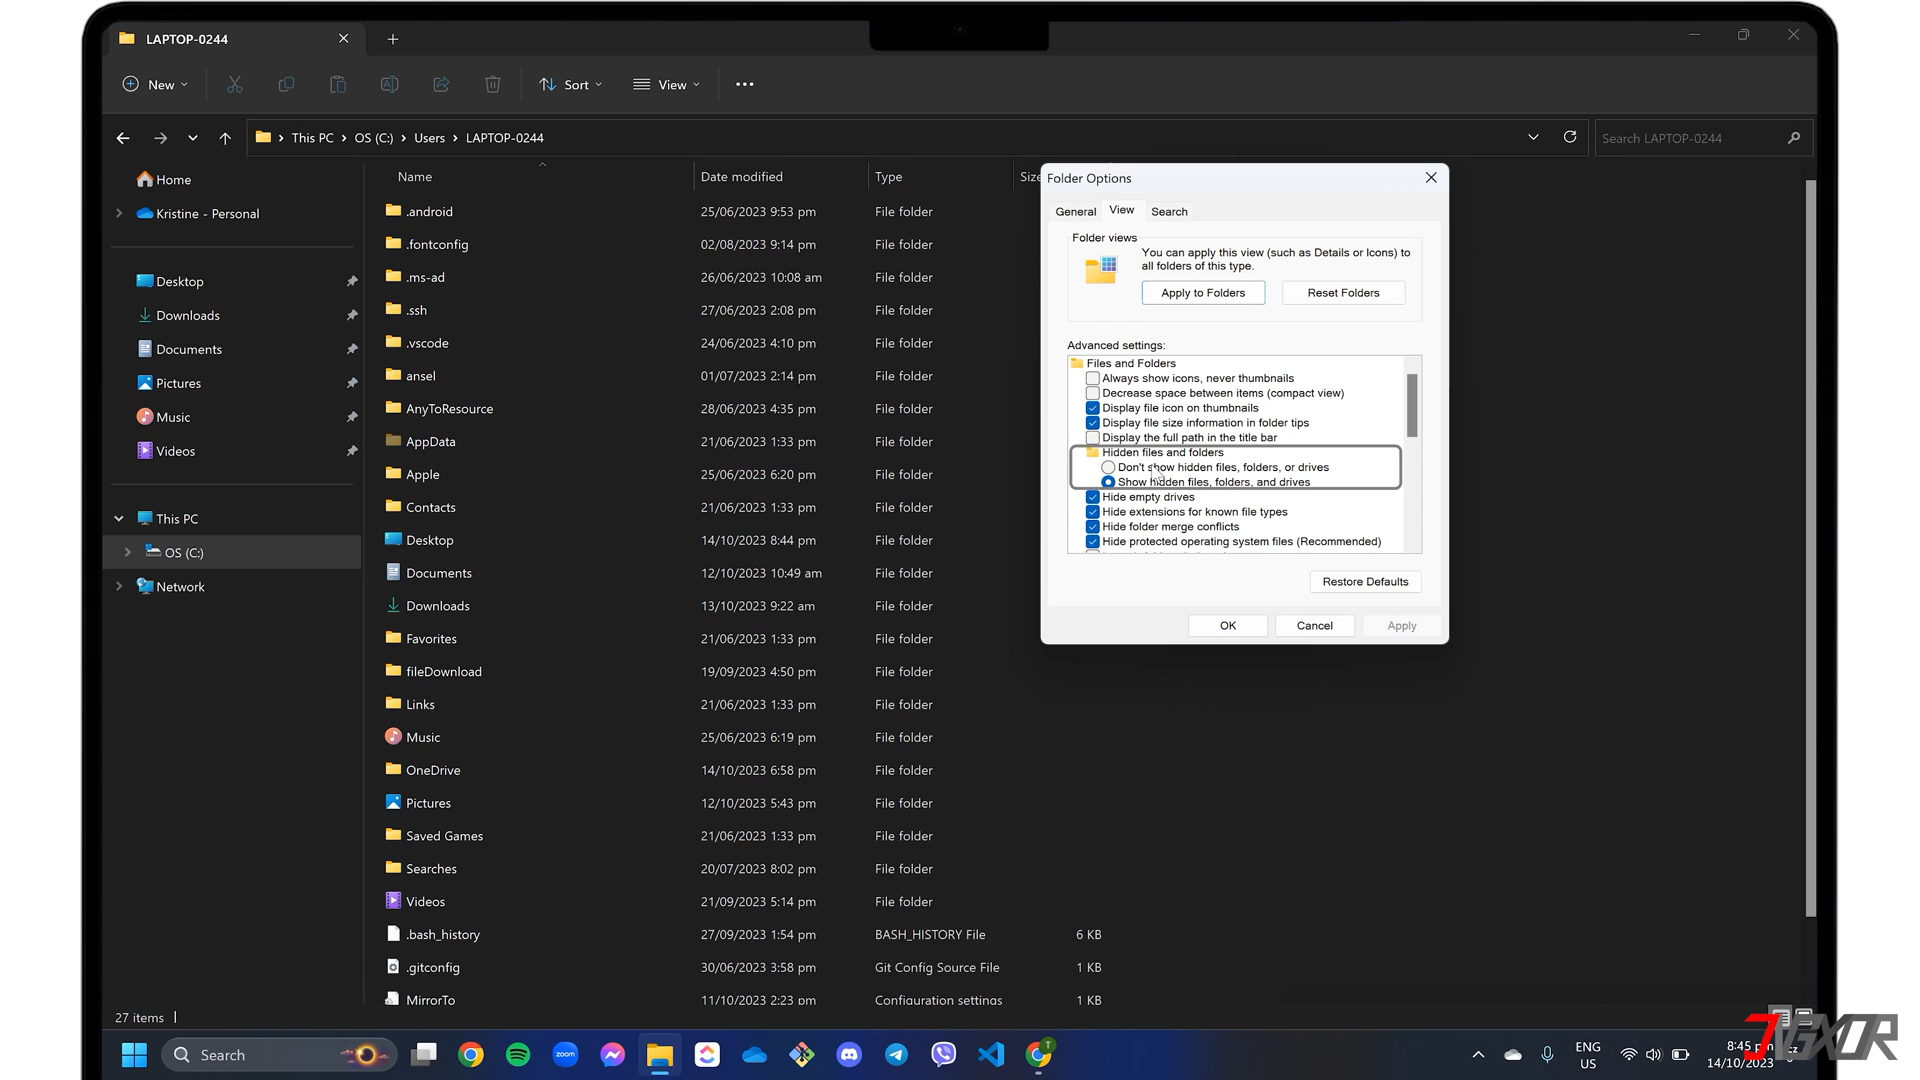 LAPTOP-0244
New
Sort
View
This PC
OS (C:)
Users
LAPTOP-0244
Search LAPTOP-0244
Home
Kristine - Personal
Desktop
Downloads
Documents
Pictures
Music
Videos
This PC
OS (C:)
Network
Name Date modified Type Size
.android 25/06/2023 9:53 pm File folder
.fontconfig 02/08/2023 9:14 pm File folder
.ms-ad 26/06/2023 10:08 am File folder
.ssh 27/06/2023 2:08 pm File folder
.vscode 24/06/2023 4:10 pm File folder
ansel 01/07/2023 2:14 pm File folder
AnyToResource 28/06/2023 4:35 pm File folder
AppData 21/06/2023 1:33 pm File folder
Apple 25/06/2023 6:20 pm File folder
Contacts 21/06/2023 1:33 pm File folder
Desktop 14/10/2023 8:44 pm File folder
Documents 12/10/2023 10:49 am File folder
Downloads 13/10/2023 9:22 am File folder
Favorites 21/06/2023 1:33 pm File folder
fileDownload 19/09/2023 4:50 pm File folder
Links 21/06/2023 1:33 pm File folder
Music 25/06/2023 6:19 pm File folder
OneDrive 14/10/2023 6:58 pm File folder
Pictures 12/10/2023 5:43 pm File folder
Saved Games 21/06/2023 1:33 pm File folder
Searches 20/07/2023 8:02 pm File folder
Videos 21/09/2023 5:14 pm File folder
.bash_history 27/09/2023 1:54 pm BASH_HISTORY File 6 KB
.gitconfig 30/06/2023 3:58 pm Git Config Source File 1 KB
MirrorTo 11/10/2023 2:23 pm Configuration settings 1 KB
Folder Options
General View Search
Folder views
You can apply this view (such as Details or Icons) to
all folders of this type.
Apply to Folders
Reset Folders
Advanced settings:
Files and Folders
Always show icons, never thumbnails
Decrease space between items (compact view)
Display file icon on thumbnails
Display file size information in folder tips
Display the full path in the title bar
Hidden files and folders
Don't show hidden files, folders, or drives
Show hidden files, folders, and drives
Hide empty drives
Hide extensions for known file types
Hide folder merge conflicts
Hide protected operating system files (Recommended)
Restore Defaults
OK
Cancel
Apply
27 items
Search
zoom
T
ENG
US
8:45 pm
14/10/2023
JVGXOR